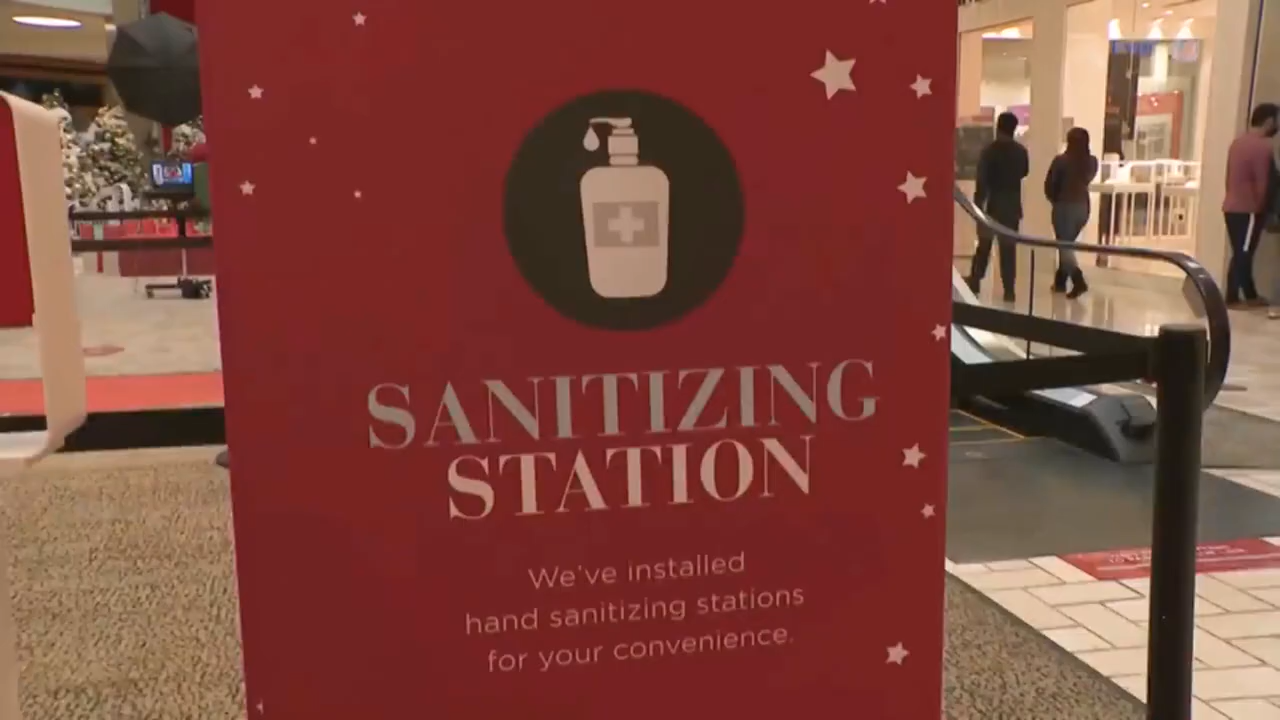 SANITIZING
STATION
We've installed
hand sanitizing stations
for your convenience.